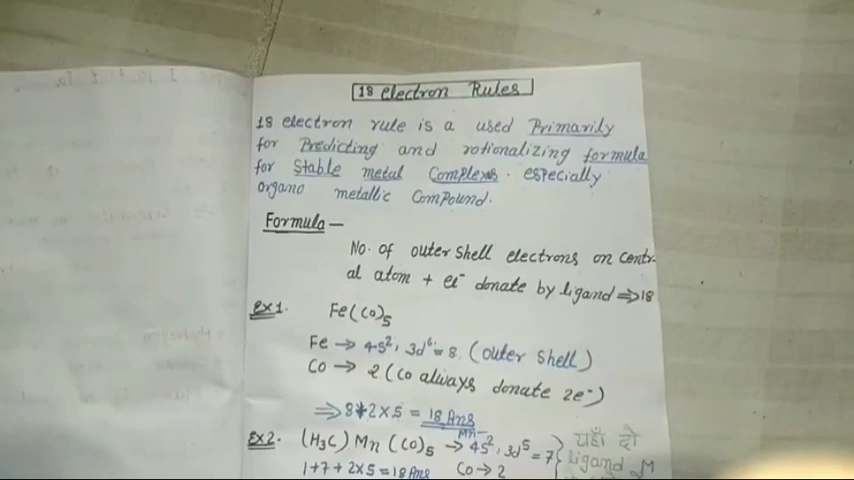 18 electron Rules
18 electron rule is a used Primarily
for Predicting and rotionalizing formula
for Stable metal Complexes. especially
organo metallic Compound.
Formula —
No. of outer shell electrons on centr-
al atom + e⁻ donate by ligand ⇒ 18
Ex1. Fe(CO)₅
Fe → 4S², 3d⁶ = 8 (outer shell)
Co → 2 (Co always donate 2e⁻)
⇒ 8+2×5 = 18 Ans
Ex2. (H₃C) Mn (CO)₅ → Mn– 4S², 3d⁵ = 7 } यहाँ दो
1+7+2×5 = 18 Ans Co → 2 ligand